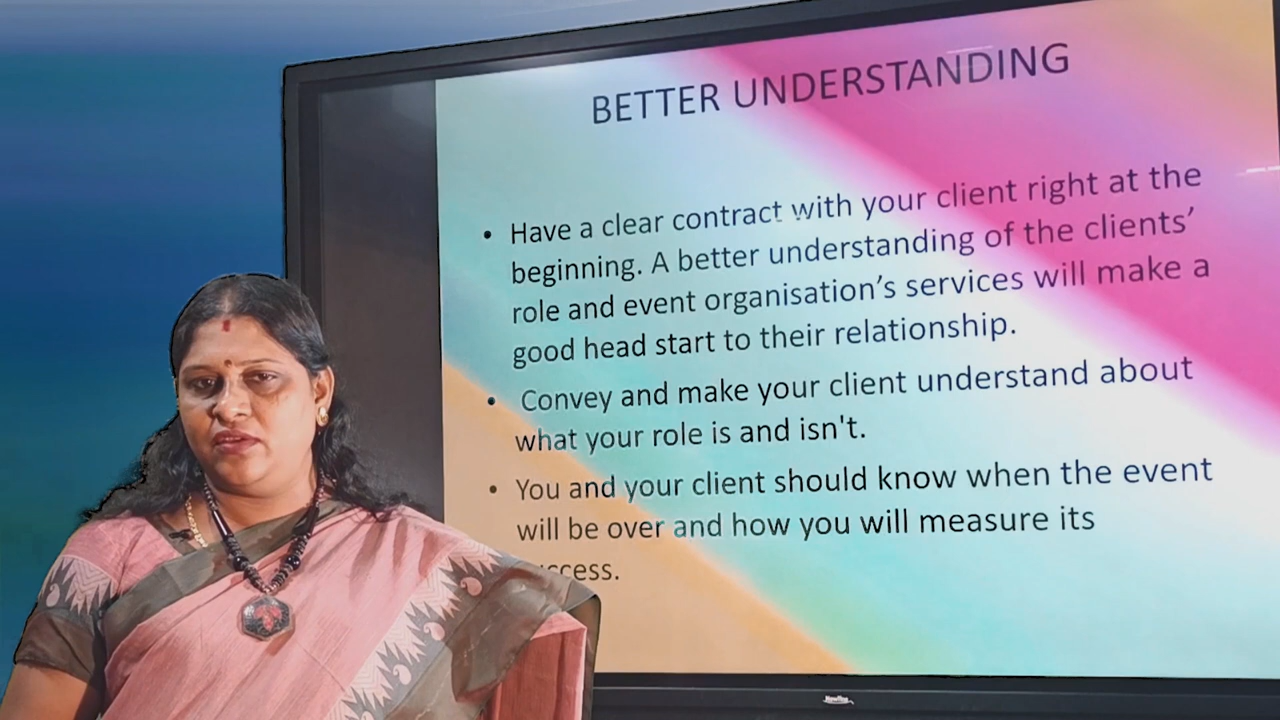 BETTER UNDERSTANDING
• Have a clear contract with your client right at the
beginning. A better understanding of the clients’
role and event organisation’s services will make a
good head start to their relationship.
• Convey and make your client understand about
what your role is and isn't.
• You and your client should know when the event
will be over and how you will measure its